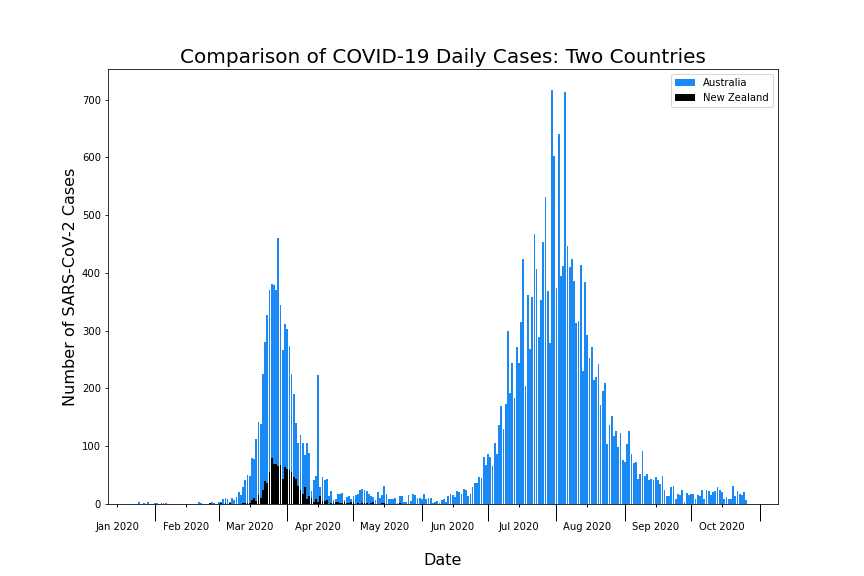 Comparison of COVID-19 Daily Cases: Two Countries
Australia
New Zealand
Number of SARS-CoV-2 Cases
700
600
500
400
300
200
100
0
Jan 2020 Feb 2020 Mar 2020 Apr 2020 May 2020 Jun 2020 Jul 2020 Aug 2020 Sep 2020 Oct 2020
Date